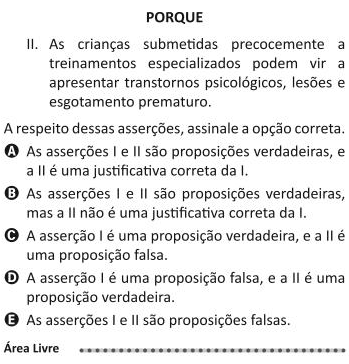 PORQUE
II. As crianças submetidas precocemente a
treinamentos especializados podem vir a
apresentar transtornos psicológicos, lesões e
esgotamento prematuro.
A respeito dessas asserções, assinale a opção correta.
A As asserções I e II são proposições verdadeiras, e
a II é uma justificativa correta da I.
B As asserções I e II são proposições verdadeiras,
mas a II não é uma justificativa correta da I.
C A asserção I é uma proposição verdadeira, e a II é
uma proposição falsa.
D A asserção I é uma proposição falsa, e a II é uma
proposição verdadeira.
E As asserções I e II são proposições falsas.
Área Livre